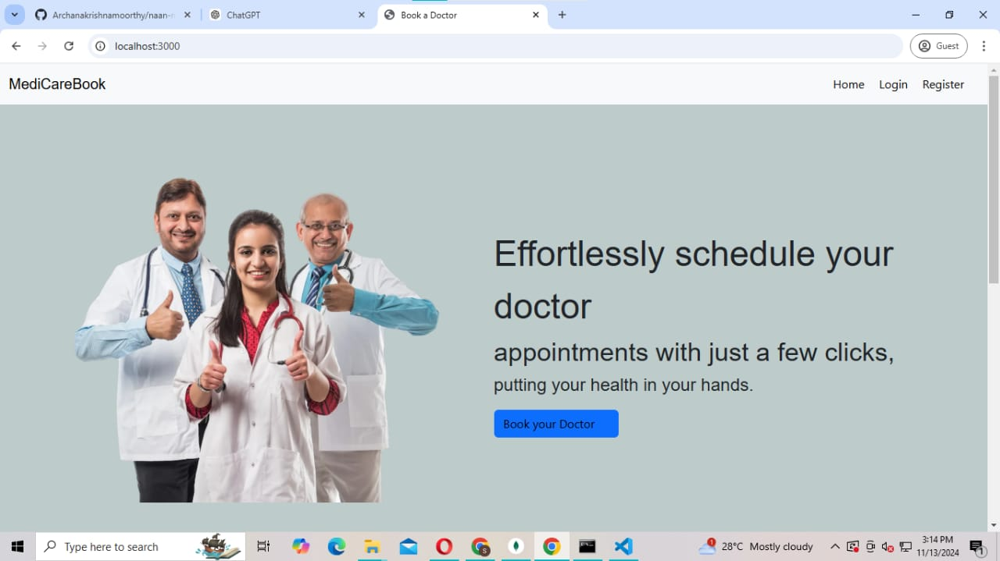 Archanakrishnamoorthy/naan-
ChatGPT
Book a Doctor
localhost:3000
Guest
MediCareBook
Home Login Register
Effortlessly schedule your
doctor
appointments with just a few clicks,
putting your health in your hands.
Book your Doctor
Type here to search
1
28°C Mostly cloudy
3:14 PM
11/13/2024
1
S